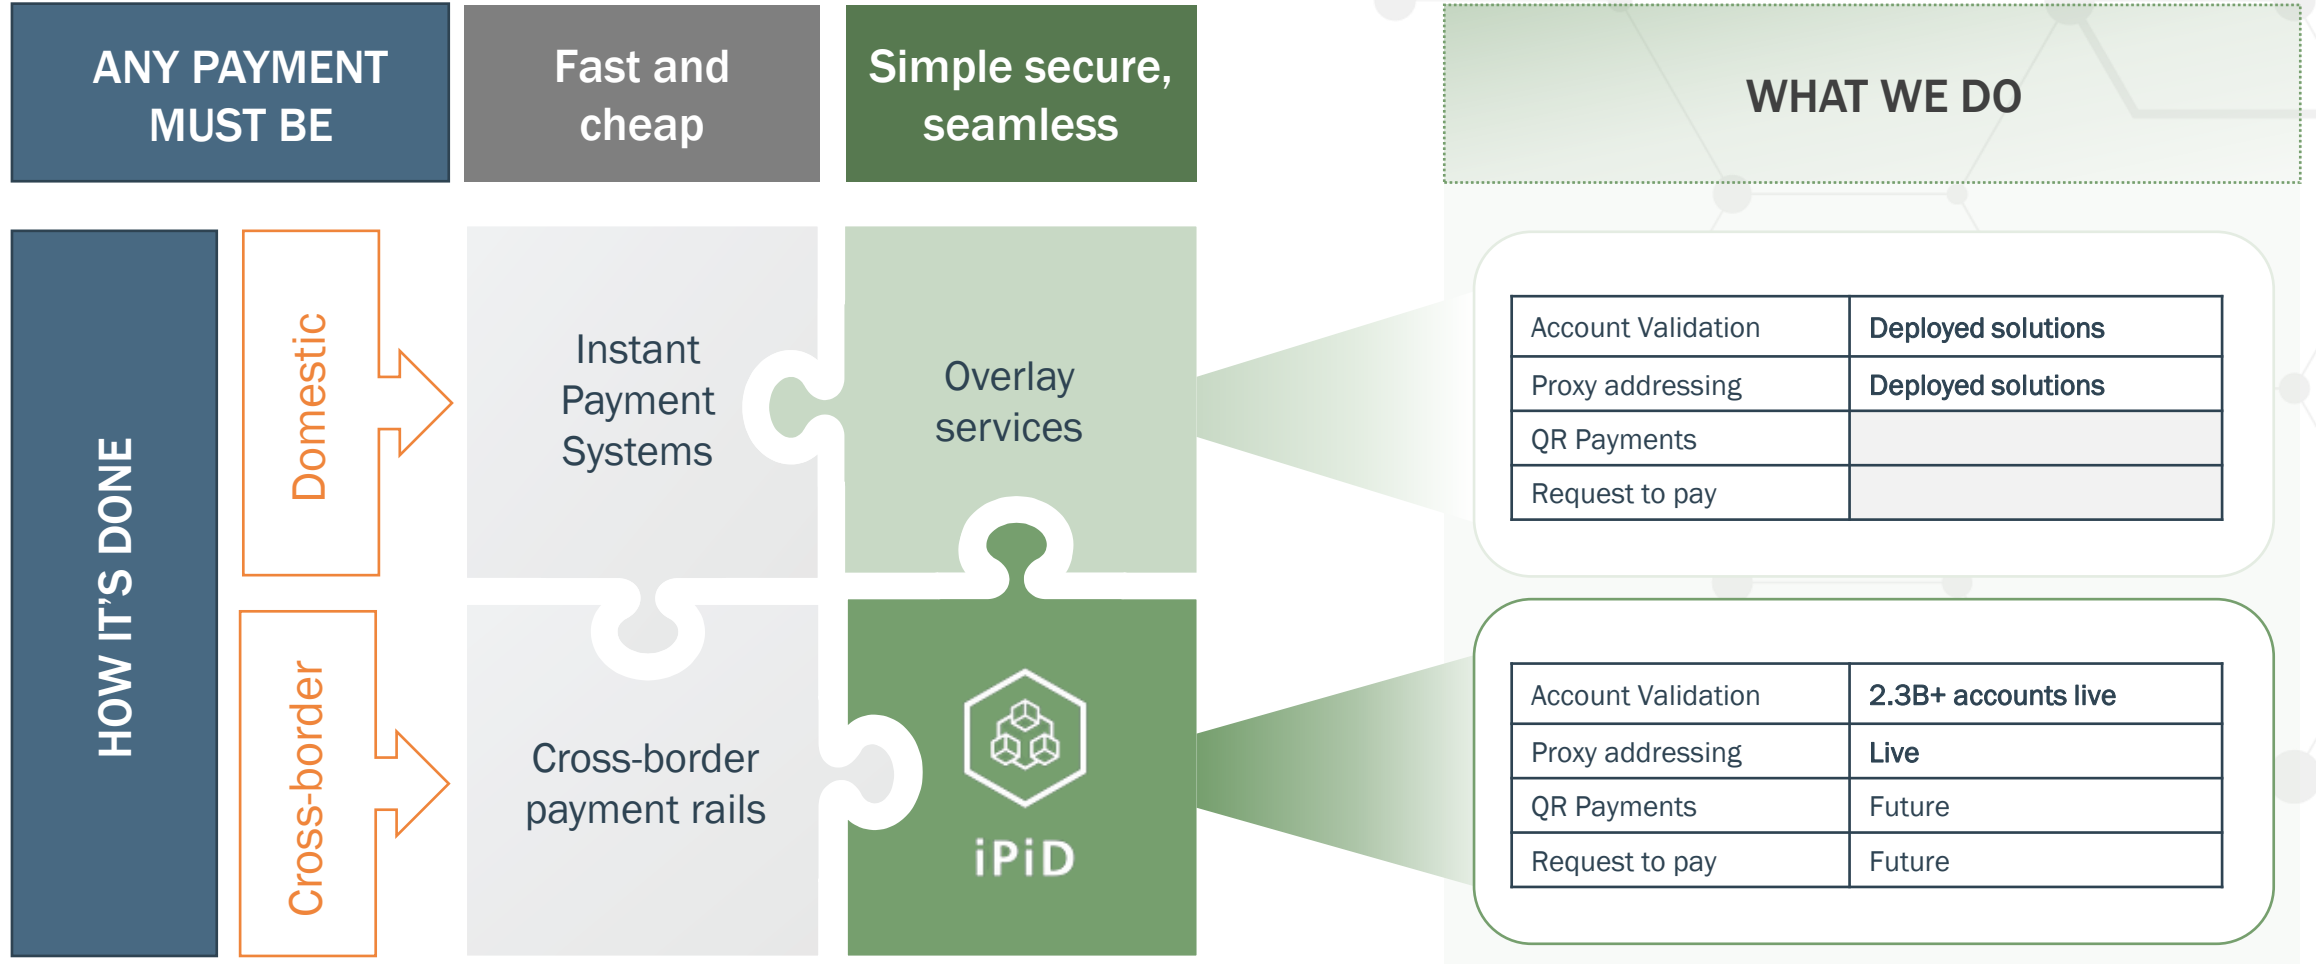 ANY PAYMENT
MUST BE
Fast and
cheap
Simple secure,
seamless
WHAT WE DO
HOW IT'S DONE
Domestic
Instant
Payment
Systems
Overlay
services
Account Validation
Deployed solutions
Proxy addressing
Deployed solutions
QR Payments
Request to pay
Cross-border
Cross-border
payment rails
iPiD
Account Validation
2.3B+ accounts live
Proxy addressing
Live
QR Payments
Future
Request to pay
Future